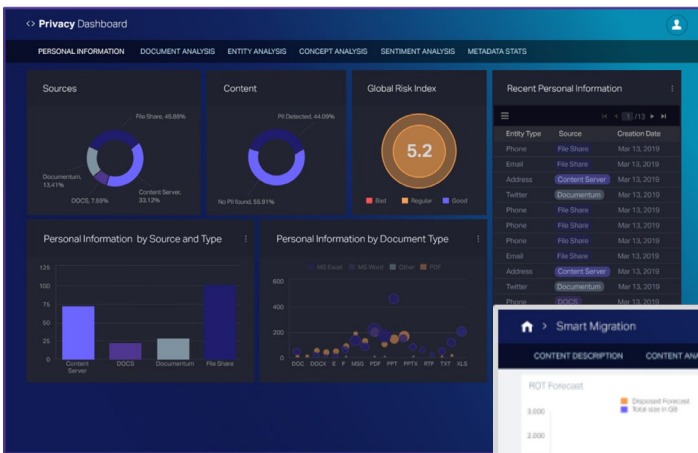 <> Privacy Dashboard
PERSONAL INFORMATION DOCUMENT ANALYSIS ENTITY ANALYSIS CONCEPT ANALYSIS SENTIMENT ANALYSIS METADATA STATS
Sources
File Share, 45.88%
Documentum,
13,41%
DOCS, 7.59%
Content Server,
33.12%
Content
PII Detected, 44.09%
No PII found, 55.91%
Global Risk Index
5.2
Bad Regular Good
Recent Personal Information
1 /13
Entity Type Source Creation Date
Phone File Share Mar 13, 2019
Email File Share Mar 13, 2019
Address Content Server Mar 13, 2019
Twitter Documentum Mar 13, 2019
Phone File Share Mar 13, 2019
Phone File Share Mar 13, 2019
Phone File Share Mar 13, 2019
Email File Share Mar 13, 2019
Address Content Server Mar 13, 2019
Twitter Documentum Mar 13, 2019
Phone DOCS Mar 13, 2019
Personal Information by Source and Type
125
100
75
50
25
0
Content
Server
DOCS Documentum File Share
Personal Information by Document Type
MS Excel MS Word Other PDF
600
400
200
0
DOC DOCX E F MSG PDF PPT PPTX RTF TXT XLS
> Smart Migration
CONTENT DESCRIPTION CONTENT ANA
ROT Forecast
Disposed Forecast
Total size in GB
3.000
2.000